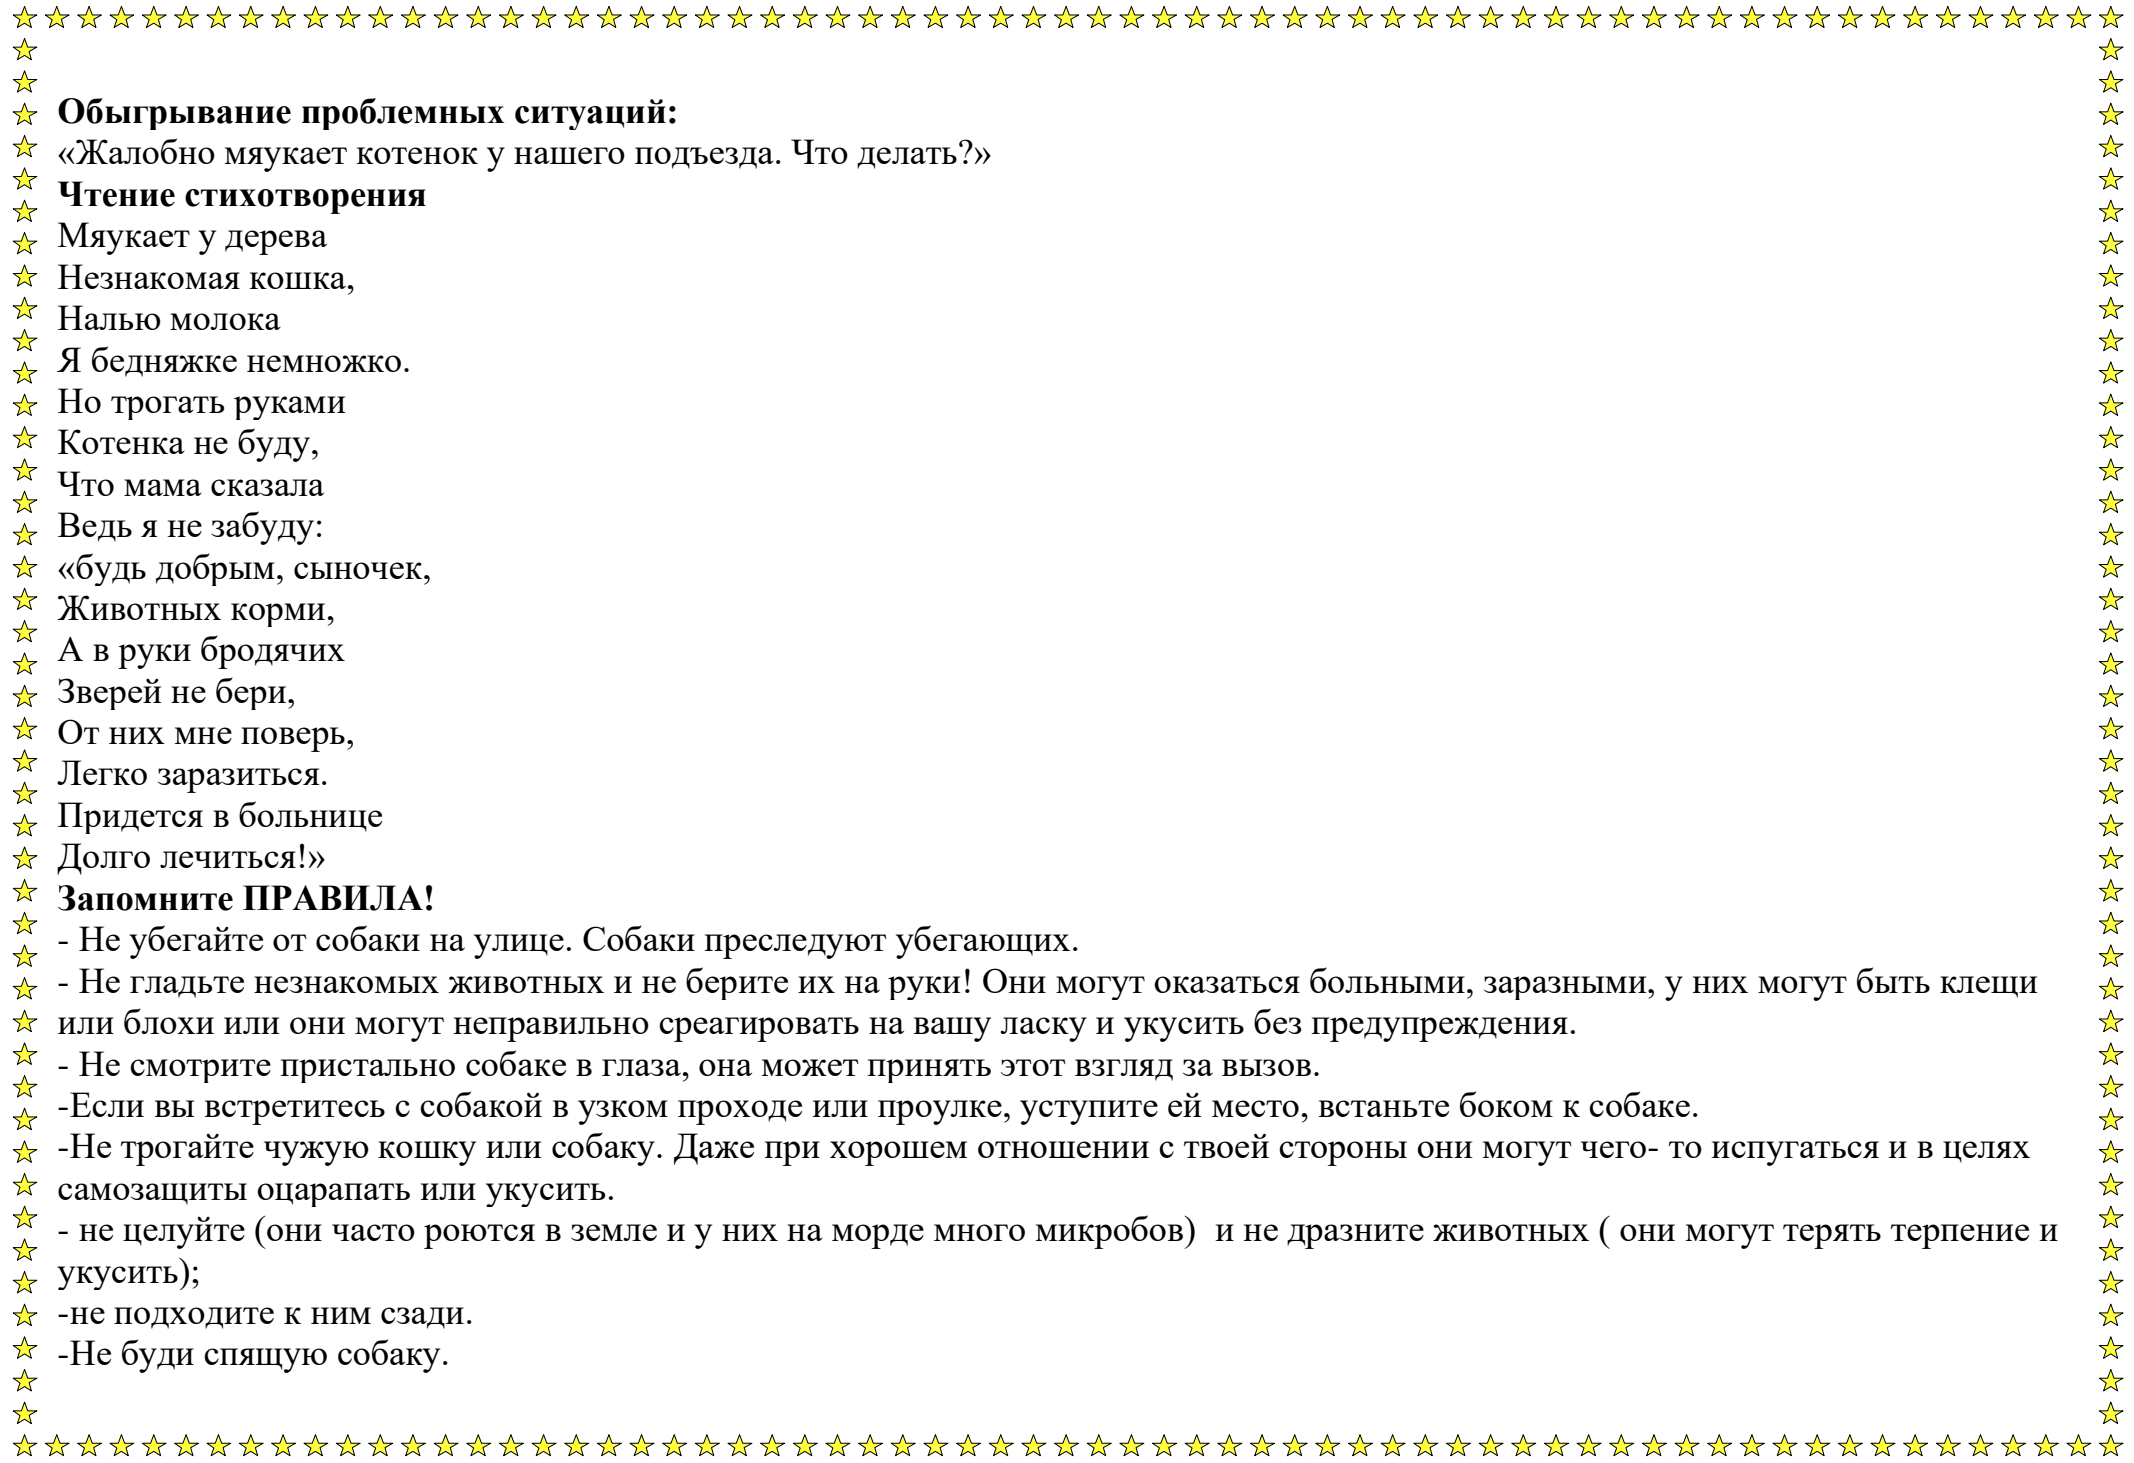 Обыгрывание проблемных ситуаций:
«Жалобно мяукает котенок у нашего подъезда. Что делать?»
Чтение стихотворения
Мяукает у дерева
Незнакомая кошка,
Налью молока
Я бедняжке немножко.
Но трогать руками
Котенка не буду,
Что мама сказала
Ведь я не забуду:
«будь добрым, сыночек,
Животных корми,
А в руки бродячих
Зверей не бери,
От них мне поверь,
Легко заразиться.
Придется в больнице
Долго лечиться!»
Запомните ПРАВИЛА!
- Не убегайте от собаки на улице. Собаки преследуют убегающих.
- Не гладьте незнакомых животных и не берите их на руки! Они могут оказаться больными, заразными, у них могут быть клещи
или блохи или они могут неправильно среагировать на вашу ласку и укусить без предупреждения.
- Не смотрите пристально собаке в глаза, она может принять этот взгляд за вызов.
-Если вы встретитесь с собакой в узком проходе или проулке, уступите ей место, встаньте боком к собаке.
-Не трогайте чужую кошку или собаку. Даже при хорошем отношении с твоей стороны они могут чего- то испугаться и в целях
самозащиты оцарапать или укусить.
- не целуйте (они часто роются в земле и у них на морде много микробов)  и не дразните животных ( они могут терять терпение и
укусить);
-не подходите к ним сзади.
-Не буди спящую собаку.